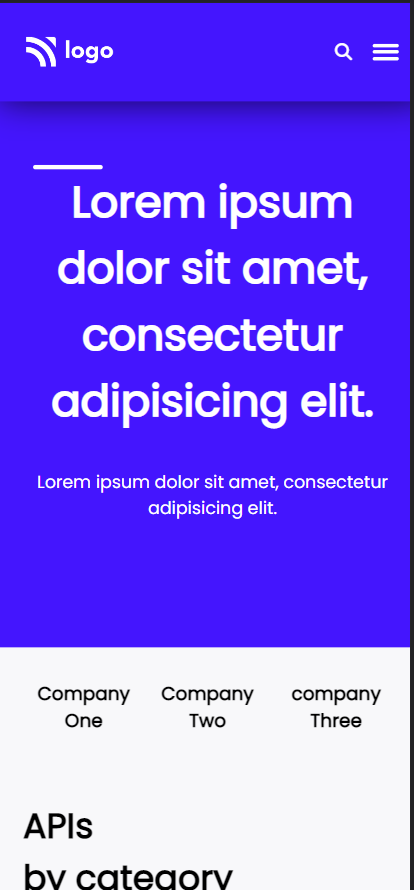 logo
Lorem ipsum
dolor sit amet,
consectetur
adipisicing elit.
Lorem ipsum dolor sit amet, consectetur
adipisicing elit.
Company Company company
One Two Three
APIs
by category